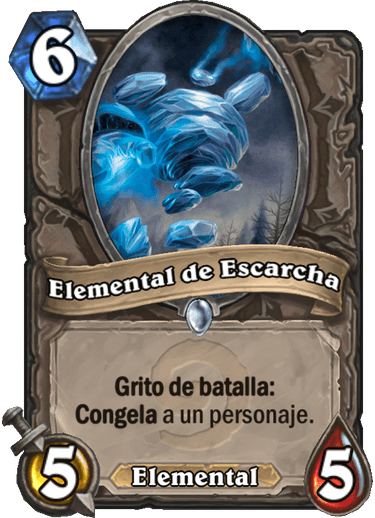 6
Elemental de Escarcha
Grito de batalla:
Congela a un personaje.
5
Elemental
5